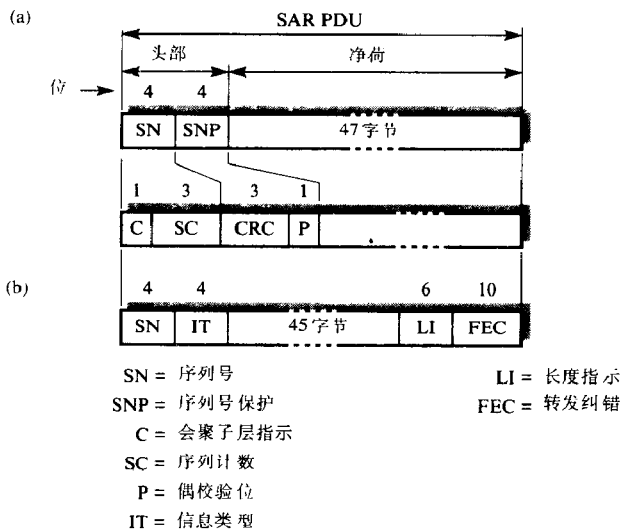 (a)
SAR PDU
头部 净荷
位 4 4
SN SNP 47字节
1 3 3 1
C SC CRC P
(b)
4 4 6 10
SN IT 45字节 LI FEC
SN = 序列号
LI = 长度指示
SNP = 序列号保护
FEC = 转发纠错
C = 会聚子层指示
SC = 序列计数
P = 偶校验位
IT = 信息类型